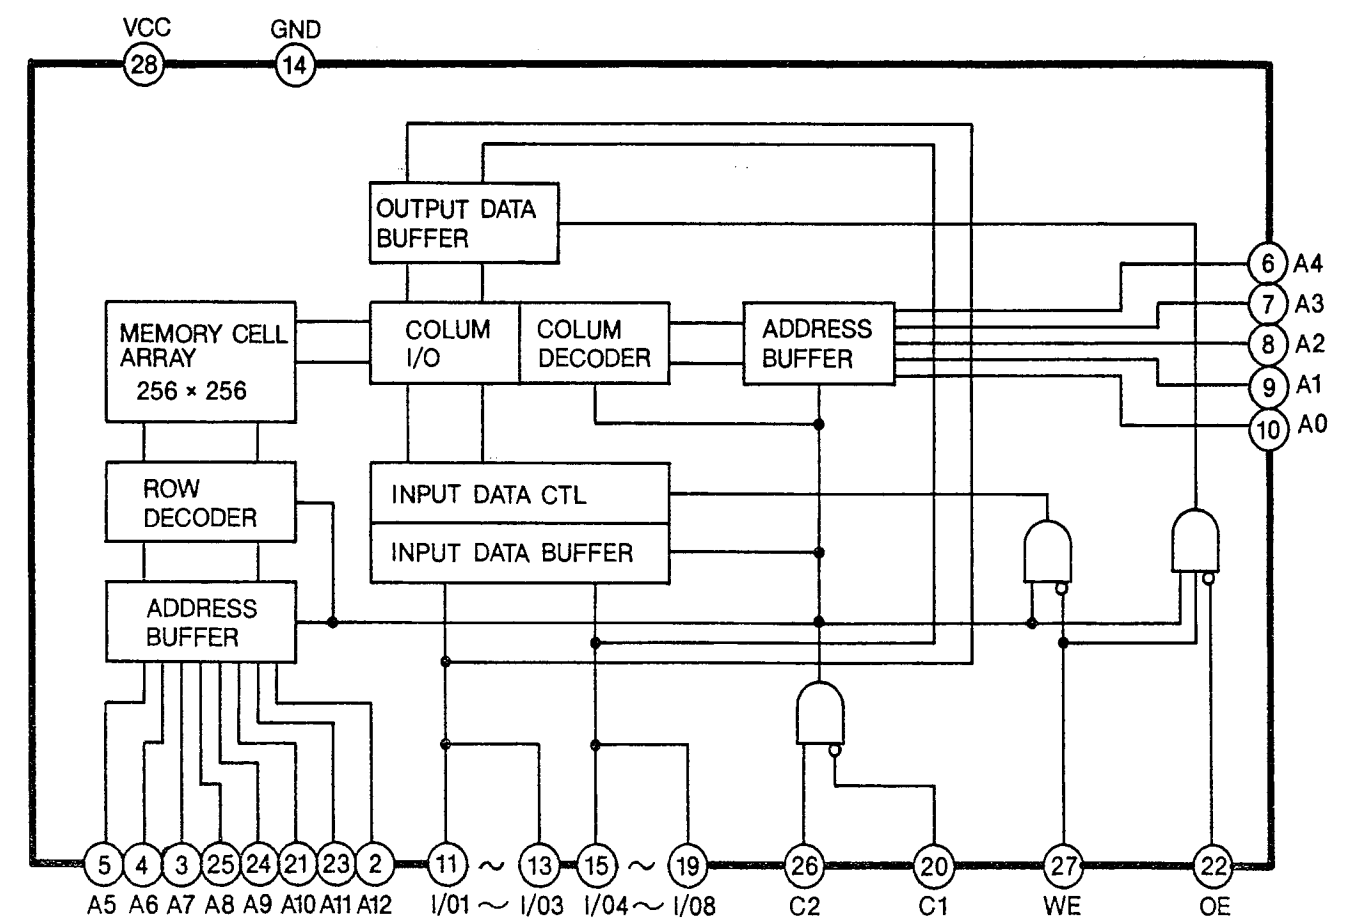 VCC
GND
28
14
OUTPUT DATA
BUFFER
6 A4
7 A3
8 A2
9 A1
10 A0
MEMORY CELL
ARRAY
256 × 256
COLUM
I/O
COLUM
DECODER
ADDRESS
BUFFER
ROW
DECODER
INPUT DATA CTL
INPUT DATA BUFFER
ADDRESS
BUFFER
5 4 3 25 24 21 23 2 11 ~ 13 15 ~ 19 26 20 27 22
A5 A6 A7 A8 A9 A10 A11 A12 I/01 ~ I/03 I/04 ~ I/08 C2 C1 WE OE